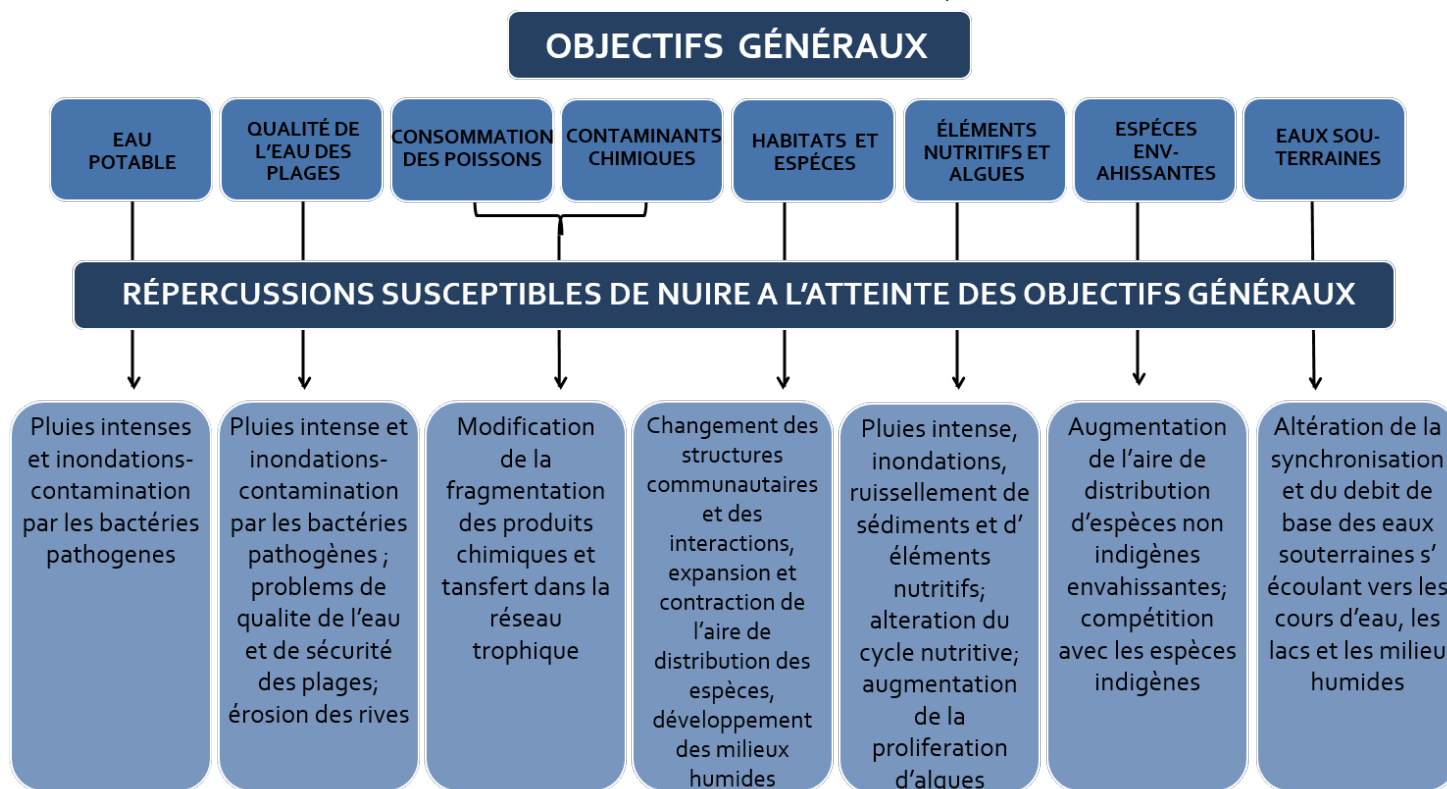 OBJECTIFS GÉNÉRAUX
EAU
POTABLE
QUALITÉ DE
L'EAU DES
PLAGES
CONSOMMATION
DES POISSONS
CONTAMINANTS
CHIMIQUES
HABITATS ET
ESPÉCES
ÉLÉMENTS
NUTRITIFS ET
ALGUES
ESPÉCES
ENV-
AHISSANTES
EAUX SOU-
TERRAINES
RÉPERCUSSIONS SUSCEPTIBLES DE NUIRE A L'ATTEINTE DES OBJECTIFS GÉNÉRAUX
Pluies intenses
et inondations-
contamination
par les bactéries
pathogenes
Pluies intense et
inondations-
contamination
par les bactéries
pathogènes ;
problems de
qualite de l'eau
et de sécurité
des plages;
érosion des rives
Modification
de la
fragmentation
des produits
chimiques et
tansfert dans la
réseau
trophique
Changement des
structures
communautaires
et des
interactions,
expansion et
contraction de
l'aire de
distribution des
espèces,
développement
des milieux
humides
Pluies intense,
inondations,
ruissellement de
sédiments et d'
éléments
nutritifs;
alteration du
cycle nutritive;
augmentation
de la
proliferation
d'algues
Augmentation
de l'aire de
distribution
d'espèces non
indigènes
envahissantes;
compétition
avec les espèces
indigènes
Altération de la
synchronisation
et du debit de
base des eaux
souterraines s'
écoulant vers les
cours d'eau, les
lacs et les milieu
humides